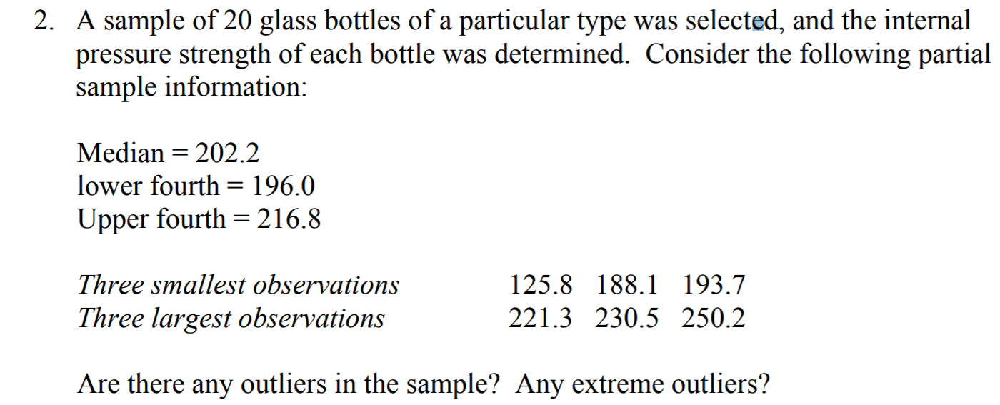 2. A sample of 20 glass bottles of a particular type was selected, and the internal
pressure strength of each bottle was determined. Consider the following partial
sample information:
Median = 202.2
lower fourth = 196.0
Upper fourth = 216.8
Three smallest observations 125.8 188.1 193.7
Three largest observations 221.3 230.5 250.2
Are there any outliers in the sample? Any extreme outliers?